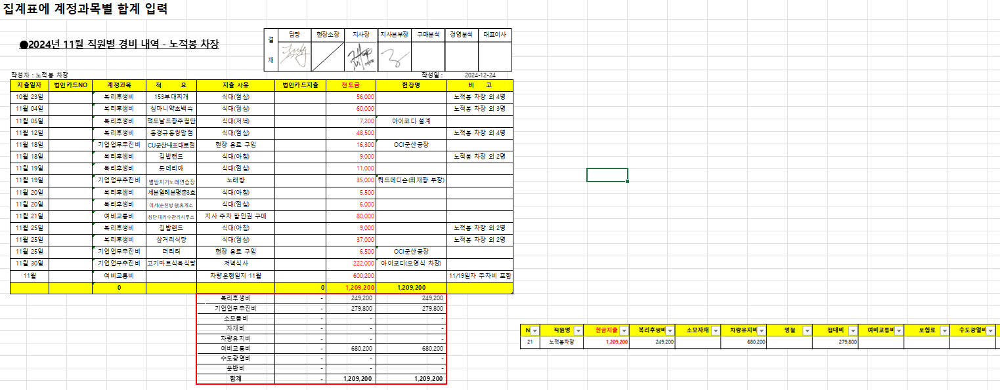 집계표에 계정과목별 합계 입력
●2024년 11월 직원별 경비 내역 - 노적봉 차장
결 재 담당 현장소장 지사장 지사본부장 구매분석 경영분석 대표이사
작성자 : 노적봉 차장 작성일 : 2024-12-24
지출일자 법인카드NO 계정과목 적 요 지출 사유 법인카드지출 전도금 현장명 비 고
10월 23일 복리후생비 153부대찌개 식대(점심) 56,000 노적봉 차장 외 4명
11월 04일 복리후생비 심마니약초백숙 식대(점심) 60,000 노적봉 차장 외 3명
11월 05일 복리후생비 맥도날드광주첨단 식대(저녁) 7,200 아이코디 설계
11월 12일 복리후생비 동경규동쌍암점 식대(점심) 48,500 노적봉 차장 외 4명
11월 18일 기업업무추진비 CU군산내초대로점 현장 음료 구입 16,300 OCI군산공장
11월 18일 복리후생비 김밥랜드 식대(아침) 9,000 노적봉 차장 외 2명
11월 19일 복리후생비 롯데리아 식대(점심) 11,000
11월 19일 기업업무추진비 별밤지기노래연습장 노래방 35,000 쿼드메디슨(최재광 부장)
11월 20일 복리후생비 세븐일레븐평촌3호 식대(아침) 5,500
11월 20일 복리후생비 이서(순천방향)휴게소 식대(점심) 6,000
11월 21일 여비교통비 첨단대리수관리사무소 지사 주차 할인권 구매 80,000
11월 25일 복리후생비 김밥랜드 식대(아침) 9,000 노적봉 차장 외 2명
11월 25일 복리후생비 삼거리식당 식대(점심) 37,000 노적봉 차장 외 2명
11월 25일 기업업무추진비 더리터 현장 음료 구입 6,500 OCI군산공장
11월 30일 기업업무추진비 고기마트식육식당 저녁식사 222,000 아이코디(오영식 차장)
11월 여비교통비 차량운행일지 11월 600,200 11/19일자 주차비 포함
0 0 1,209,200 1,209,200
복리후생비 - 249,200 249,200
기업업무추진비 - 279,800 279,800
소모품비 - - -
자재비 - - -
차량유지비 - - -
여비교통비 - 680,200 680,200
수도광열비 - - -
운반비 - - -
합계 - 1,209,200 1,209,200
N 직원명 현금지출 복리후생비 소모자재 차량유지비 명절 접대비 여비교통비 보험료 수도광열비
21 노적봉차장 1,209,200 249,200 680,200 279,800